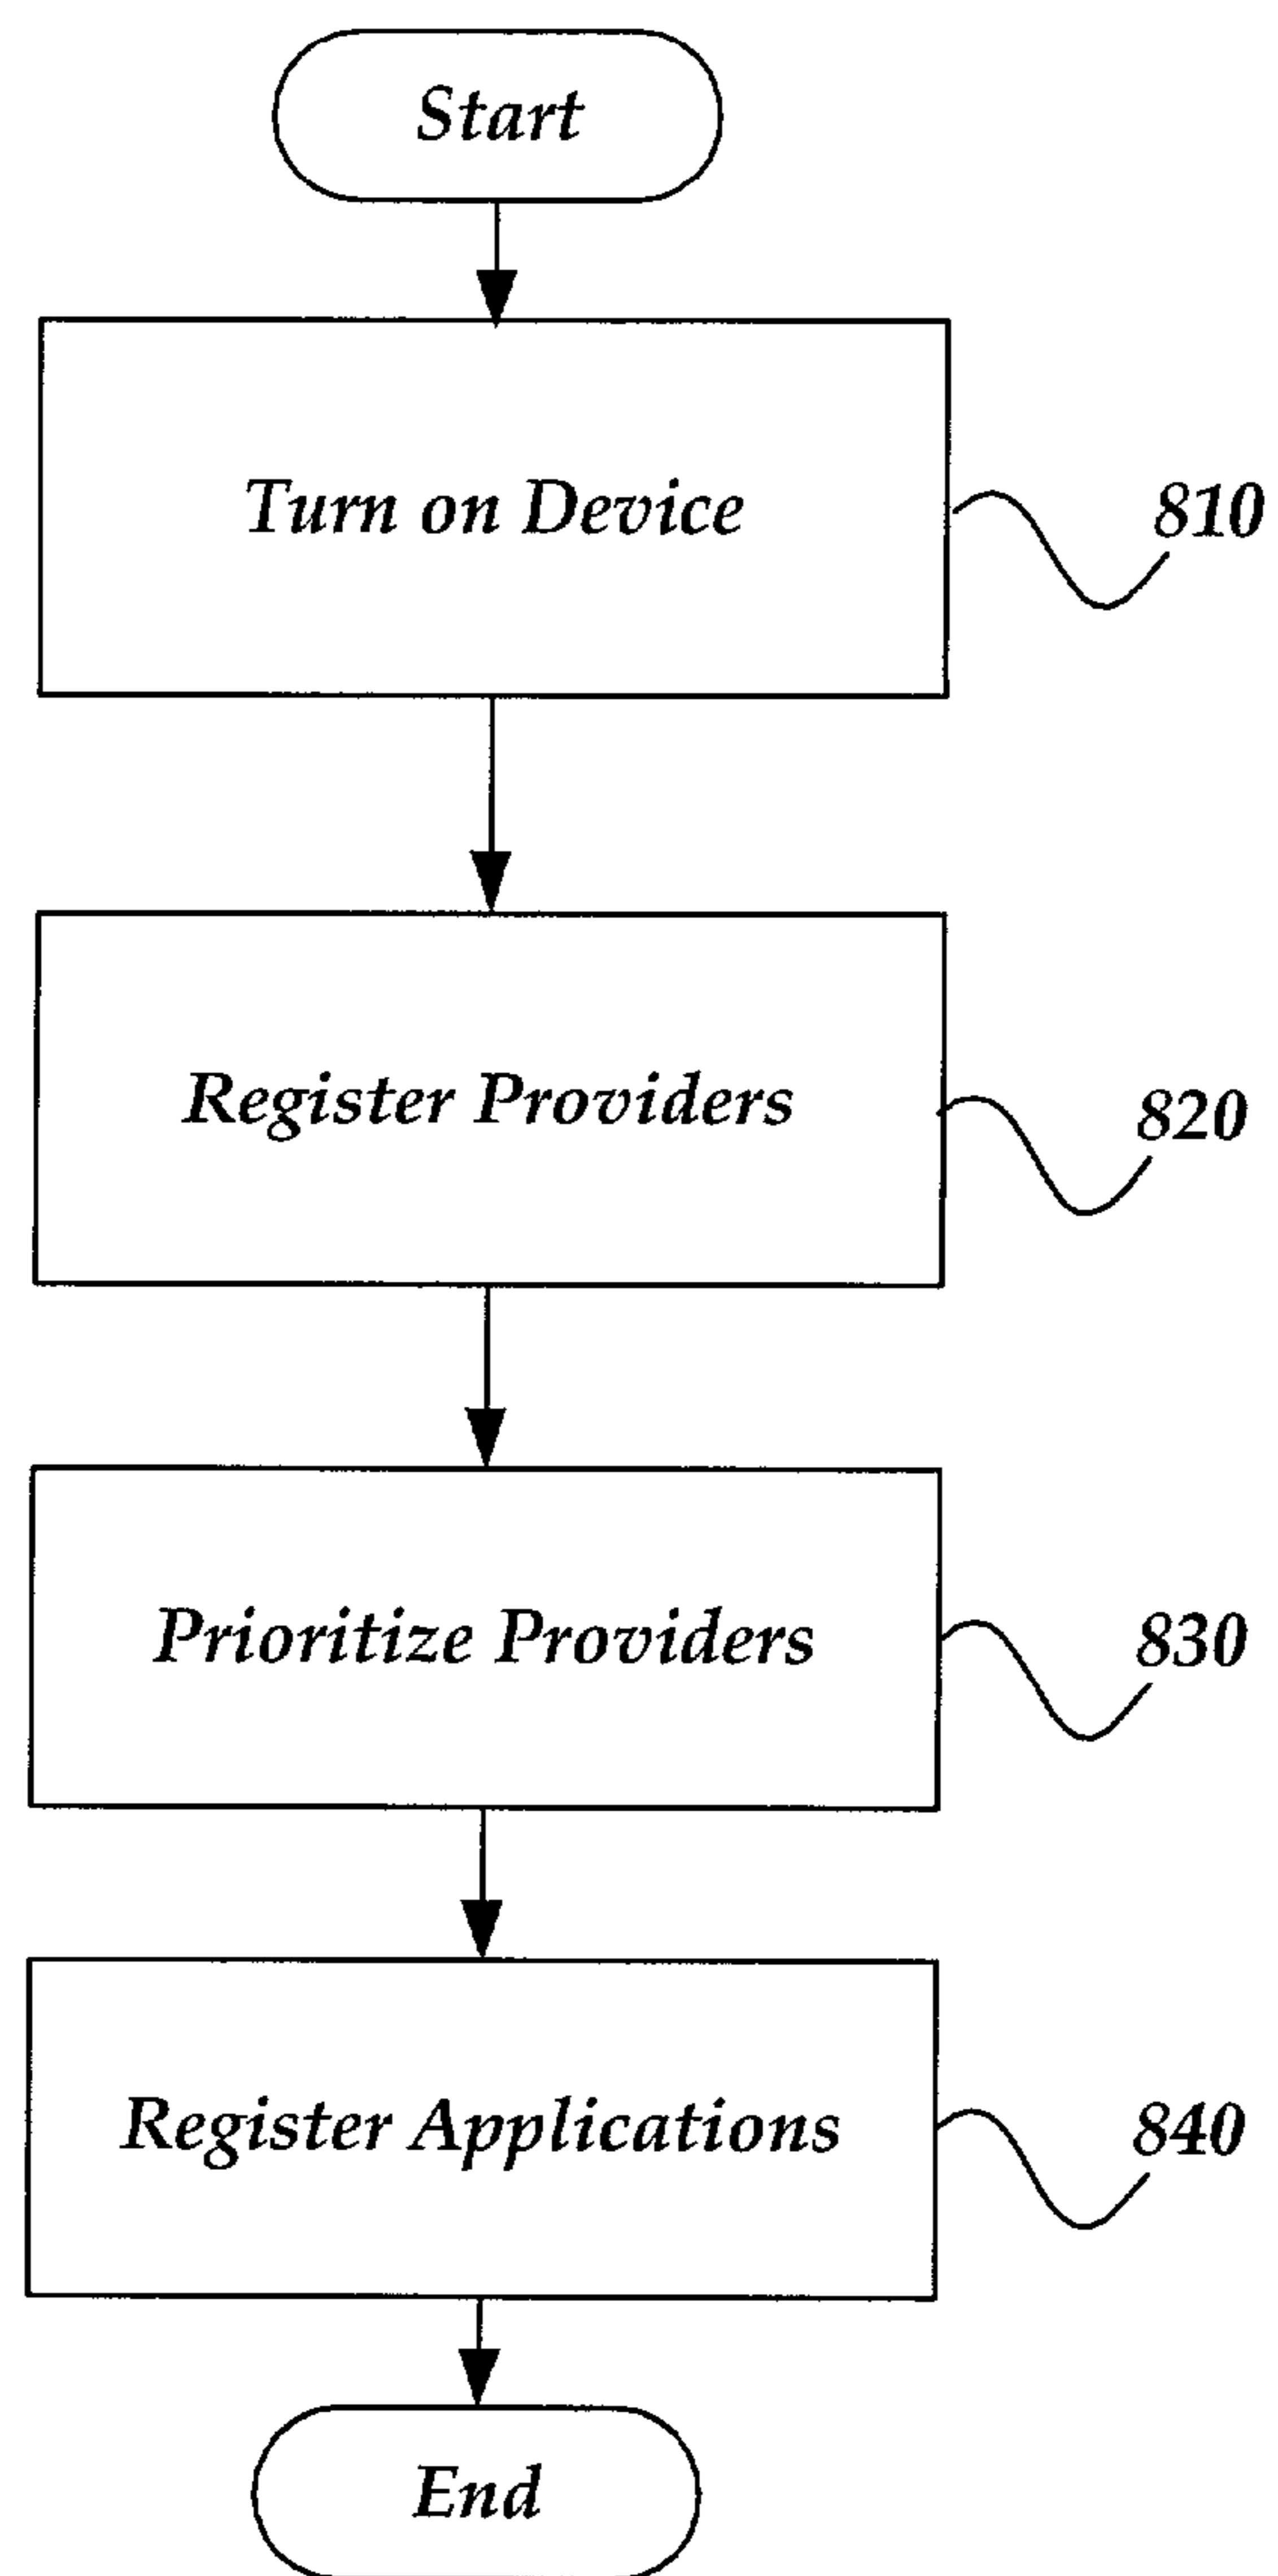 Start
Turn on Device
810
Register Providers
820
Prioritize Providers
830
Register Applications
840
End